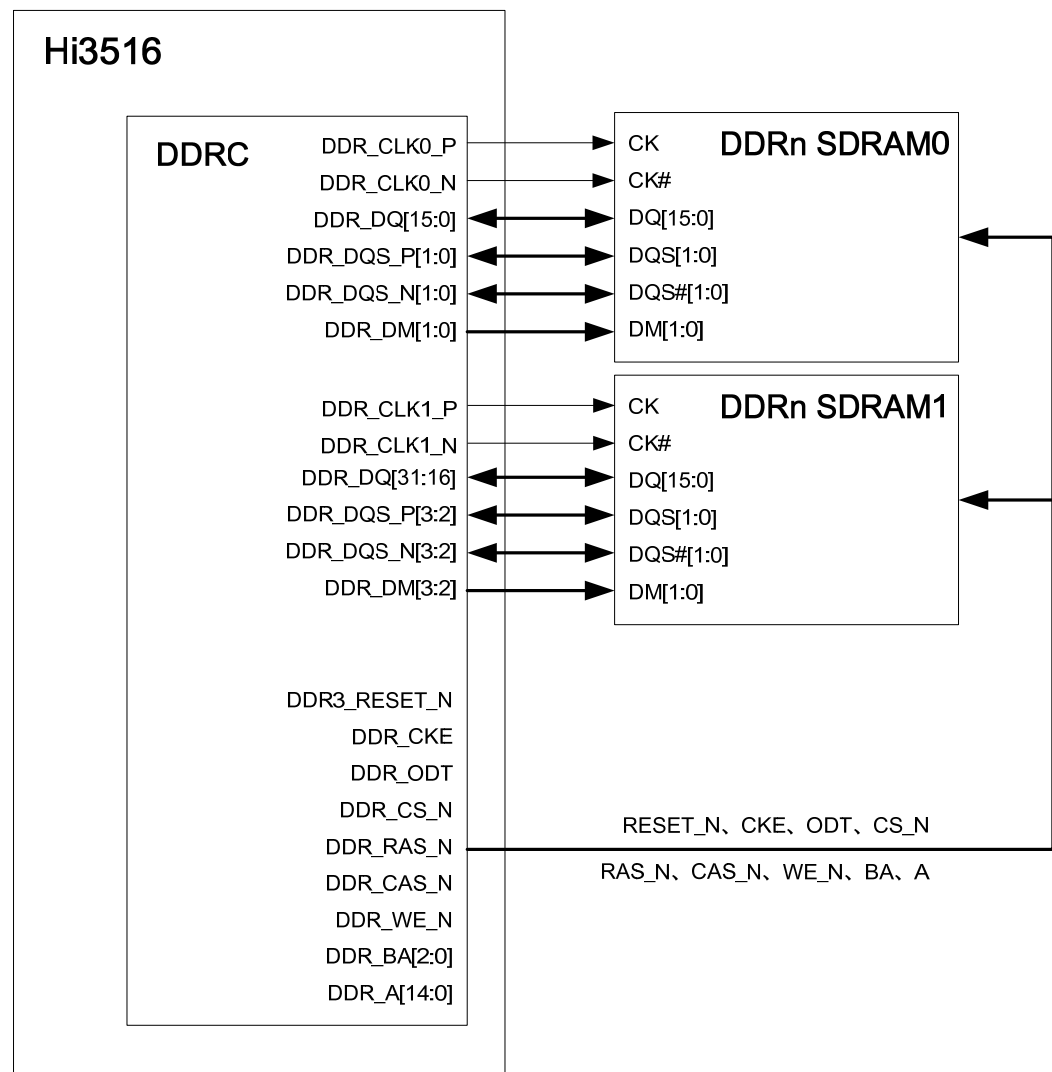 Hi3516
DDRC
DDR_CLK0_P
DDR_CLK0_N
DDR_DQ[15:0]
DDR_DQS_P[1:0]
DDR_DQS_N[1:0]
DDR_DM[1:0]
DDRn SDRAM0
CK
CK#
DQ[15:0]
DQS[1:0]
DQS#[1:0]
DM[1:0]
DDR_CLK1_P
DDR_CLK1_N
DDR_DQ[31:16]
DDR_DQS_P[3:2]
DDR_DQS_N[3:2]
DDR_DM[3:2]
DDRn SDRAM1
CK
CK#
DQ[15:0]
DQS[1:0]
DQS#[1:0]
DM[1:0]
DDR3_RESET_N
DDR_CKE
DDR_ODT
DDR_CS_N
DDR_RAS_N
DDR_CAS_N
DDR_WE_N
DDR_BA[2:0]
DDR_A[14:0]
RESET_N、CKE、ODT、CS_N
RAS_N、CAS_N、WE_N、BA、A